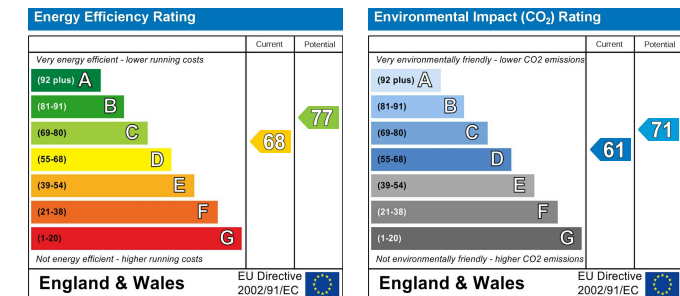 Energy Efficiency Rating
Current Potential
Very energy efficient - lower running costs
(92 plus) A
(81-91) B
(69-80) C
(55-68) D
(39-54) E
(21-38) F
(1-20) G
68
77
Not energy efficient - higher running costs
England & Wales
EU Directive
2002/91/EC
Environmental Impact (CO₂) Rating
Current Potential
Very environmentally friendly - lower CO2 emissions
(92 plus) A
(81-91) B
(69-80) C
(55-68) D
(39-54) E
(21-38) F
(1-20) G
61
71
Not environmentally friendly - higher CO2 emissions
England & Wales
EU Directive
2002/91/EC